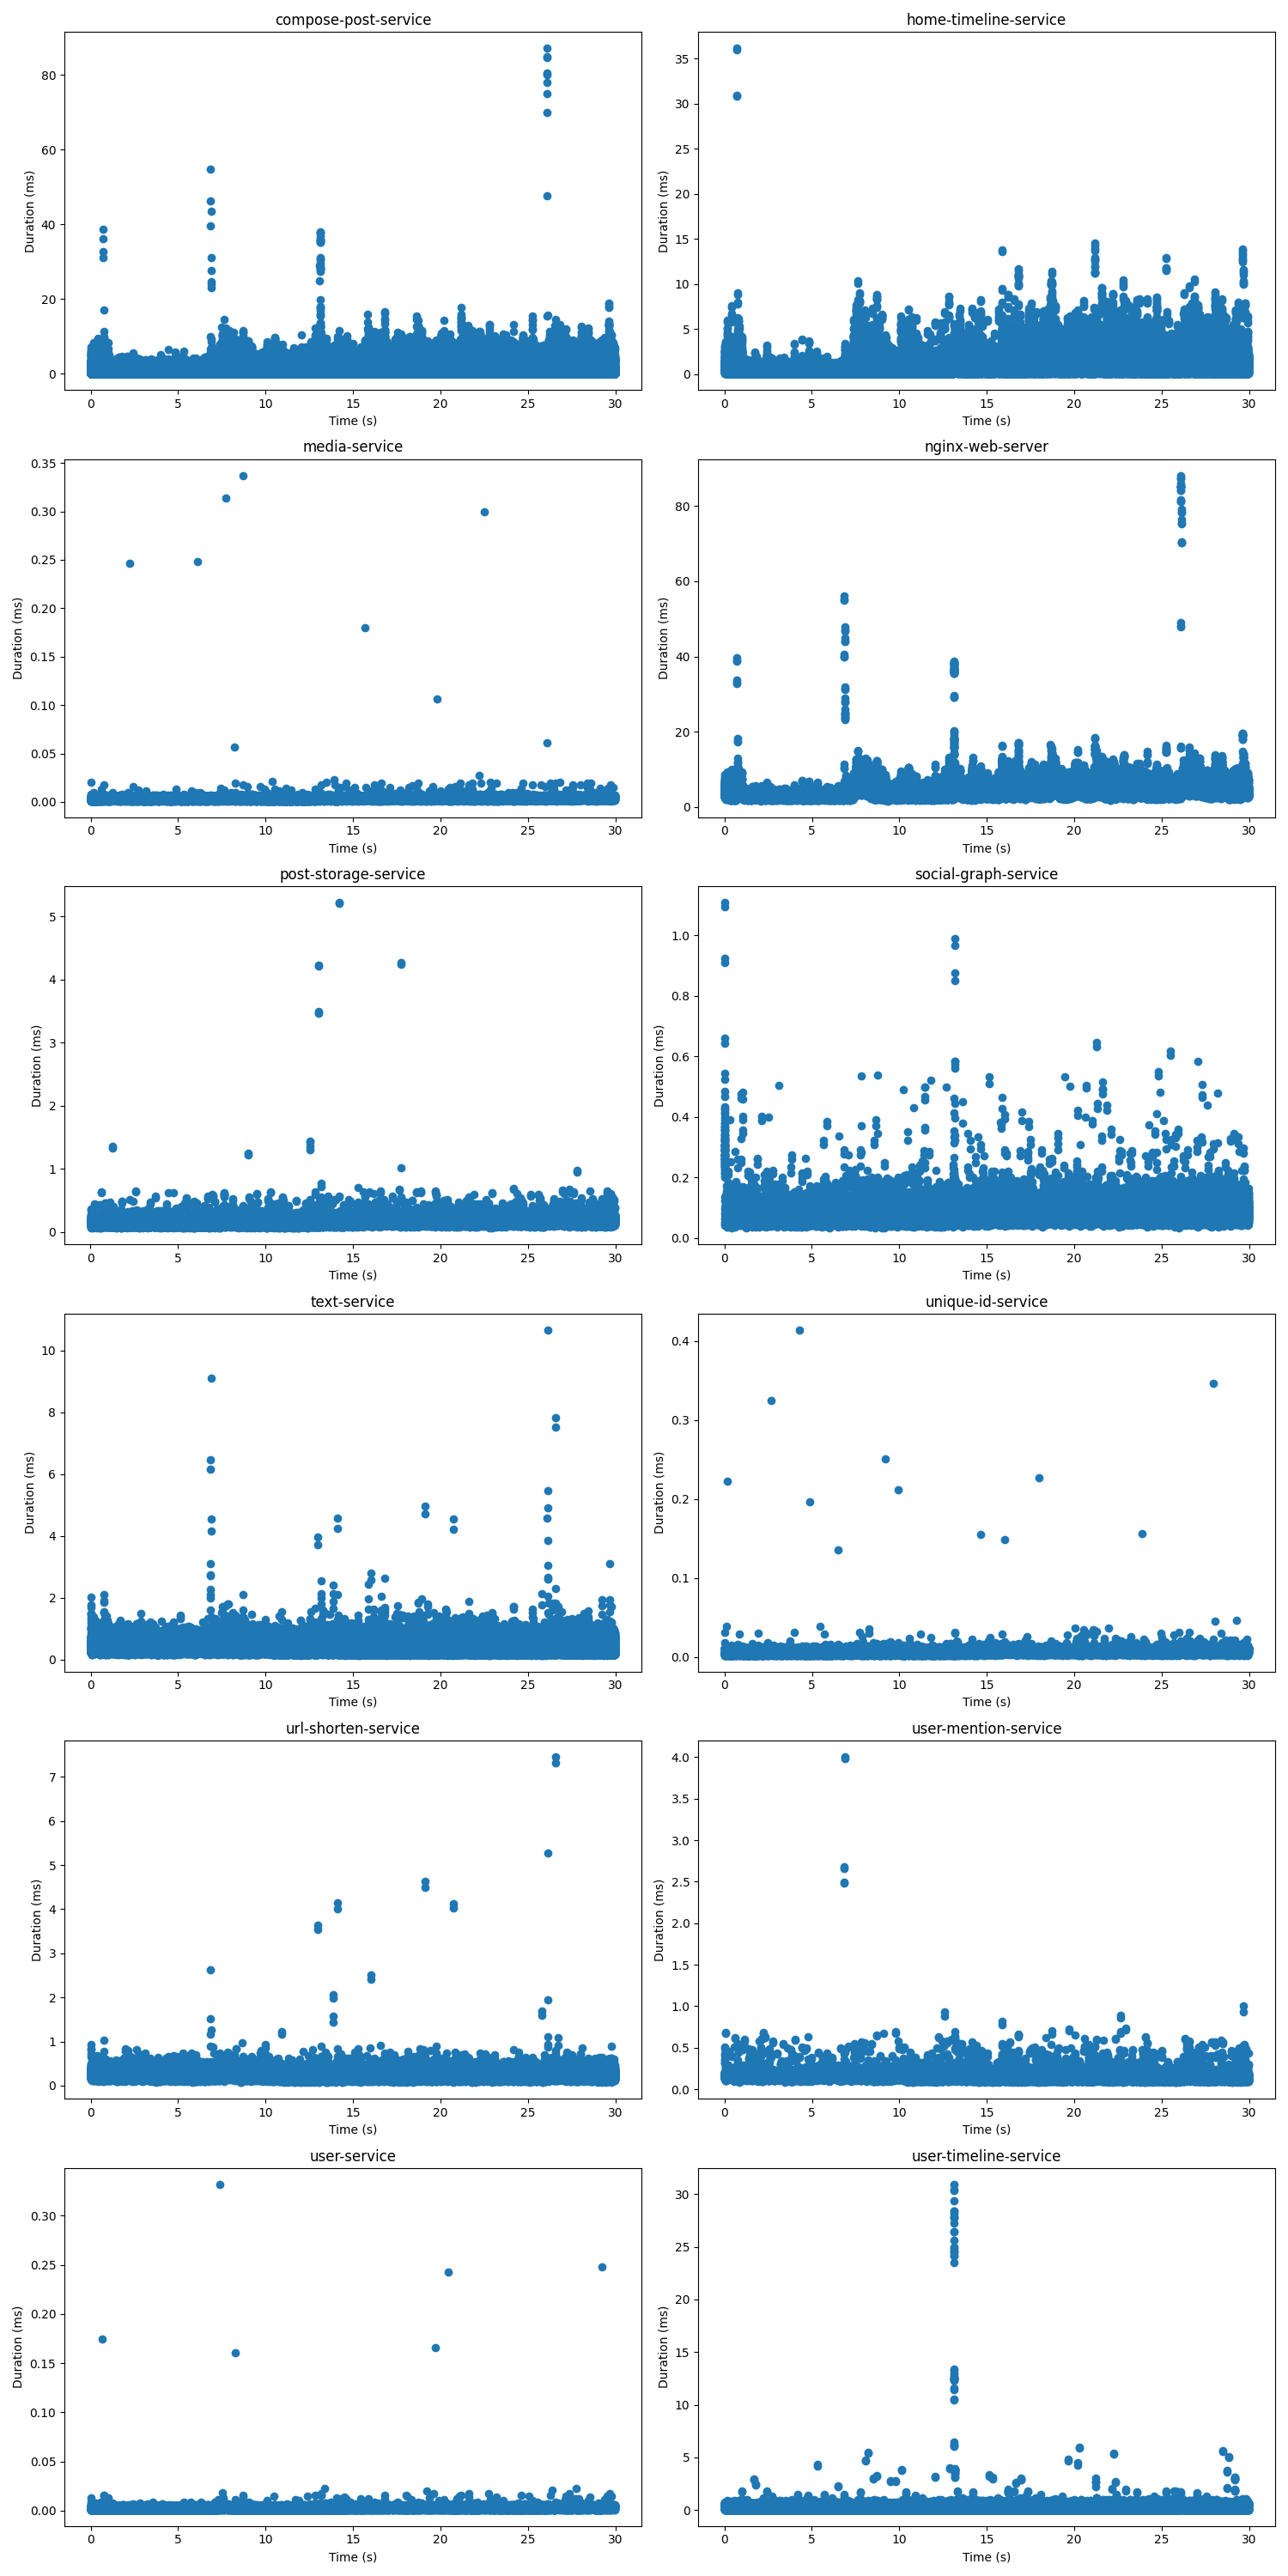 compose-post-service
Duration (ms)
80
60
40
20
0
0 5 10 15 20 25 30
Time (s)
home-timeline-service
Duration (ms)
35
30
25
20
15
10
5
0
0 5 10 15 20 25 30
Time (s)
media-service
Duration (ms)
0.35
0.30
0.25
0.20
0.15
0.10
0.05
0.00
0 5 10 15 20 25 30
Time (s)
nginx-web-server
Duration (ms)
80
60
40
20
0
0 5 10 15 20 25 30
Time (s)
post-storage-service
Duration (ms)
5
4
3
2
1
0
0 5 10 15 20 25 30
Time (s)
social-graph-service
Duration (ms)
1.0
0.8
0.6
0.4
0.2
0.0
0 5 10 15 20 25 30
Time (s)
text-service
Duration (ms)
10
8
6
4
2
0
0 5 10 15 20 25 30
Time (s)
unique-id-service
Duration (ms)
0.4
0.3
0.2
0.1
0.0
0 5 10 15 20 25 30
Time (s)
url-shorten-service
Duration (ms)
7
6
5
4
3
2
1
0
0 5 10 15 20 25 30
Time (s)
user-mention-service
Duration (ms)
4.0
3.5
3.0
2.5
2.0
1.5
1.0
0.5
0.0
0 5 10 15 20 25 30
Time (s)
user-service
Duration (ms)
0.30
0.25
0.20
0.15
0.10
0.05
0.00
0 5 10 15 20 25 30
Time (s)
user-timeline-service
Duration (ms)
30
25
20
15
10
5
0
0 5 10 15 20 25 30
Time (s)